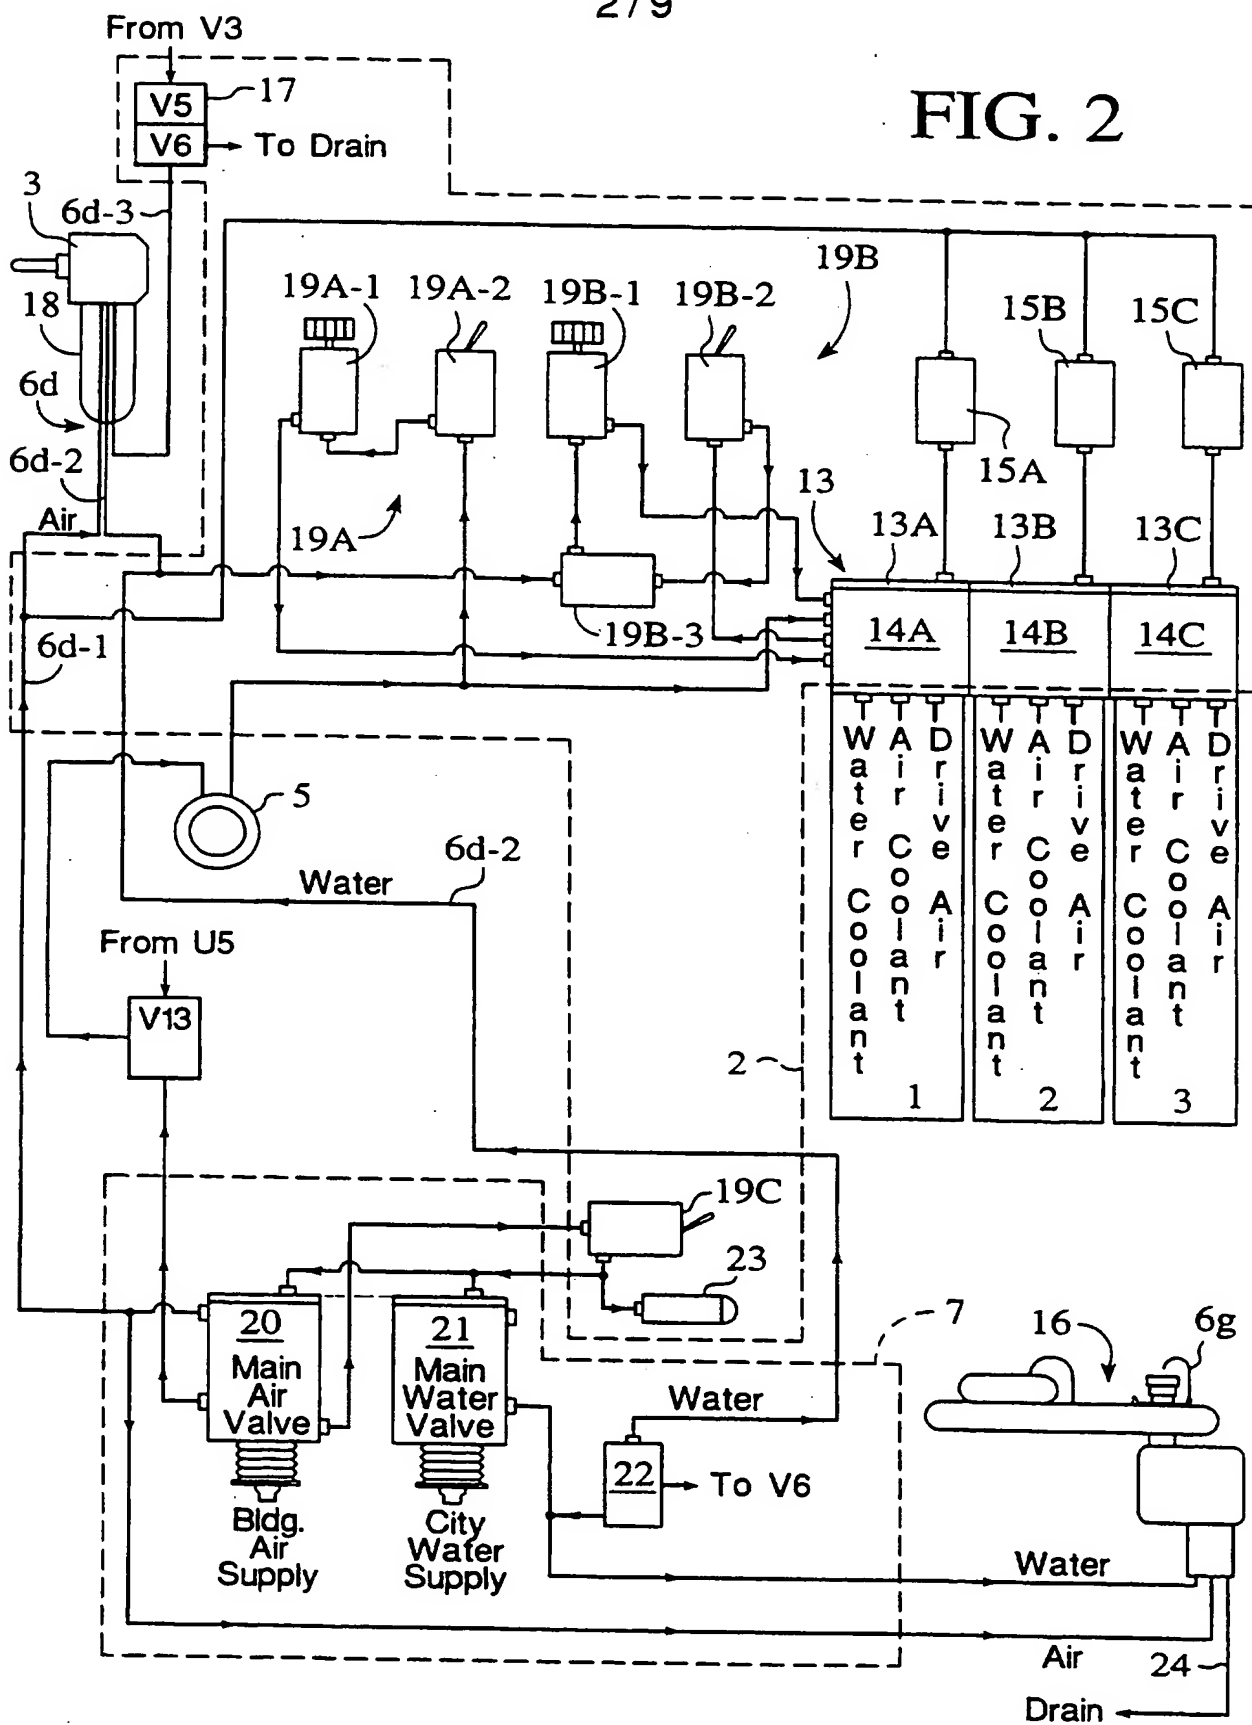 2/9
From V3
FIG. 2
V5
17
V6
To Drain
3
6d-3
19B
19A-1
19A-2
19B-1
19B-2
18
15B
15C
6d
6d-2
15A
13
Air
19A
13A
13B
13C
19B-3
14A
14B
14C
6d-1
Water Coolant
Air Coolant
Drive Air
Water Coolant
Air Coolant
Drive Air
Water Coolant
Air Coolant
Drive Air
5
6d-2
Water
From U5
V13
2
1
2
3
19C
23
20
21
7
16
6g
Main
Air
Valve
Main
Water
Valve
Water
22
To V6
Bldg.
Air
Supply
City
Water
Supply
Water
Air
24
Drain